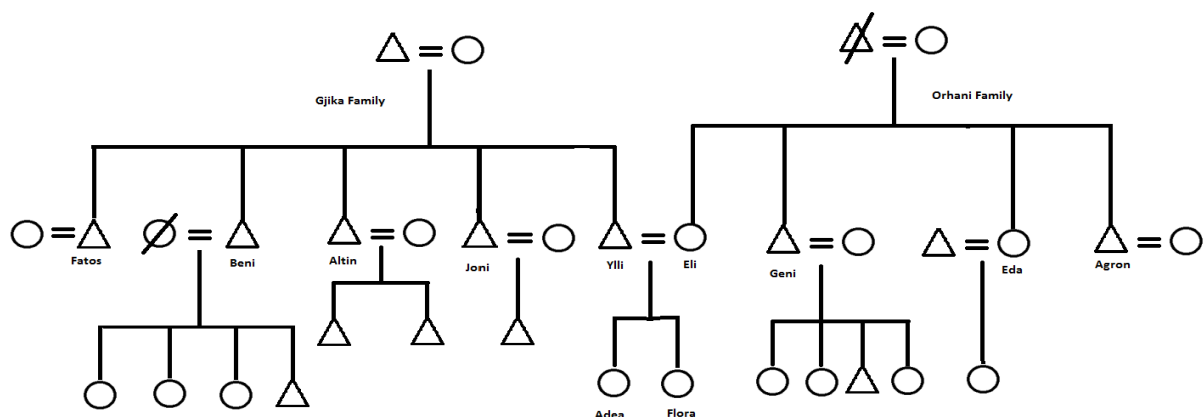 Gjika Family
Orhani Family
Fatos
Beni
Altin
Joni
Ylli
Eli
Geni
Eda
Agron
Adea
Flora